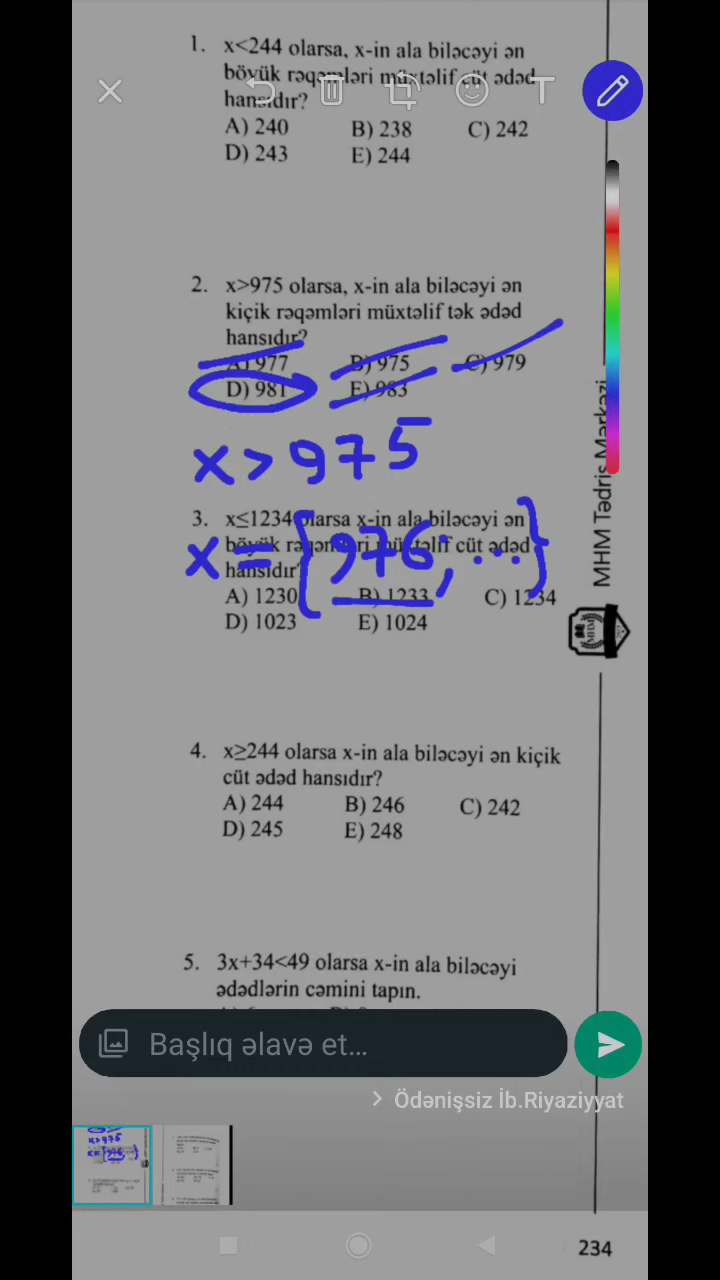 1. x<244 olarsa, x-in ala biləcəyi ən
böyük rəqəmləri müxtəlif cüt ədəd
hansıdır?
A) 240 B) 238 C) 242
D) 243 E) 244
T
2. x>975 olarsa, x-in ala biləcəyi ən
kiçik rəqəmləri müxtəlif tək ədəd
hansıdır?
A) 977 B) 975 C) 979
D) 981 E) 983
x > 975
3. x≤1234 olarsa x-in ala biləcəyi ən
böyük rəqəmləri müxtəlif cüt ədəd
hansıdır?
x = {976; ...}
A) 1230 B) 1233 C) 1234
D) 1023 E) 1024
MHM Tədris Mərkəzi
4. x≥244 olarsa x-in ala biləcəyi ən kiçik
cüt ədəd hansıdır?
A) 244 B) 246 C) 242
D) 245 E) 248
5. 3x+34<49 olarsa x-in ala biləcəyi
ədədlərin cəmini tapın.
Başlıq əlavə et...
> Ödənişsiz İb.Riyaziyyat
234